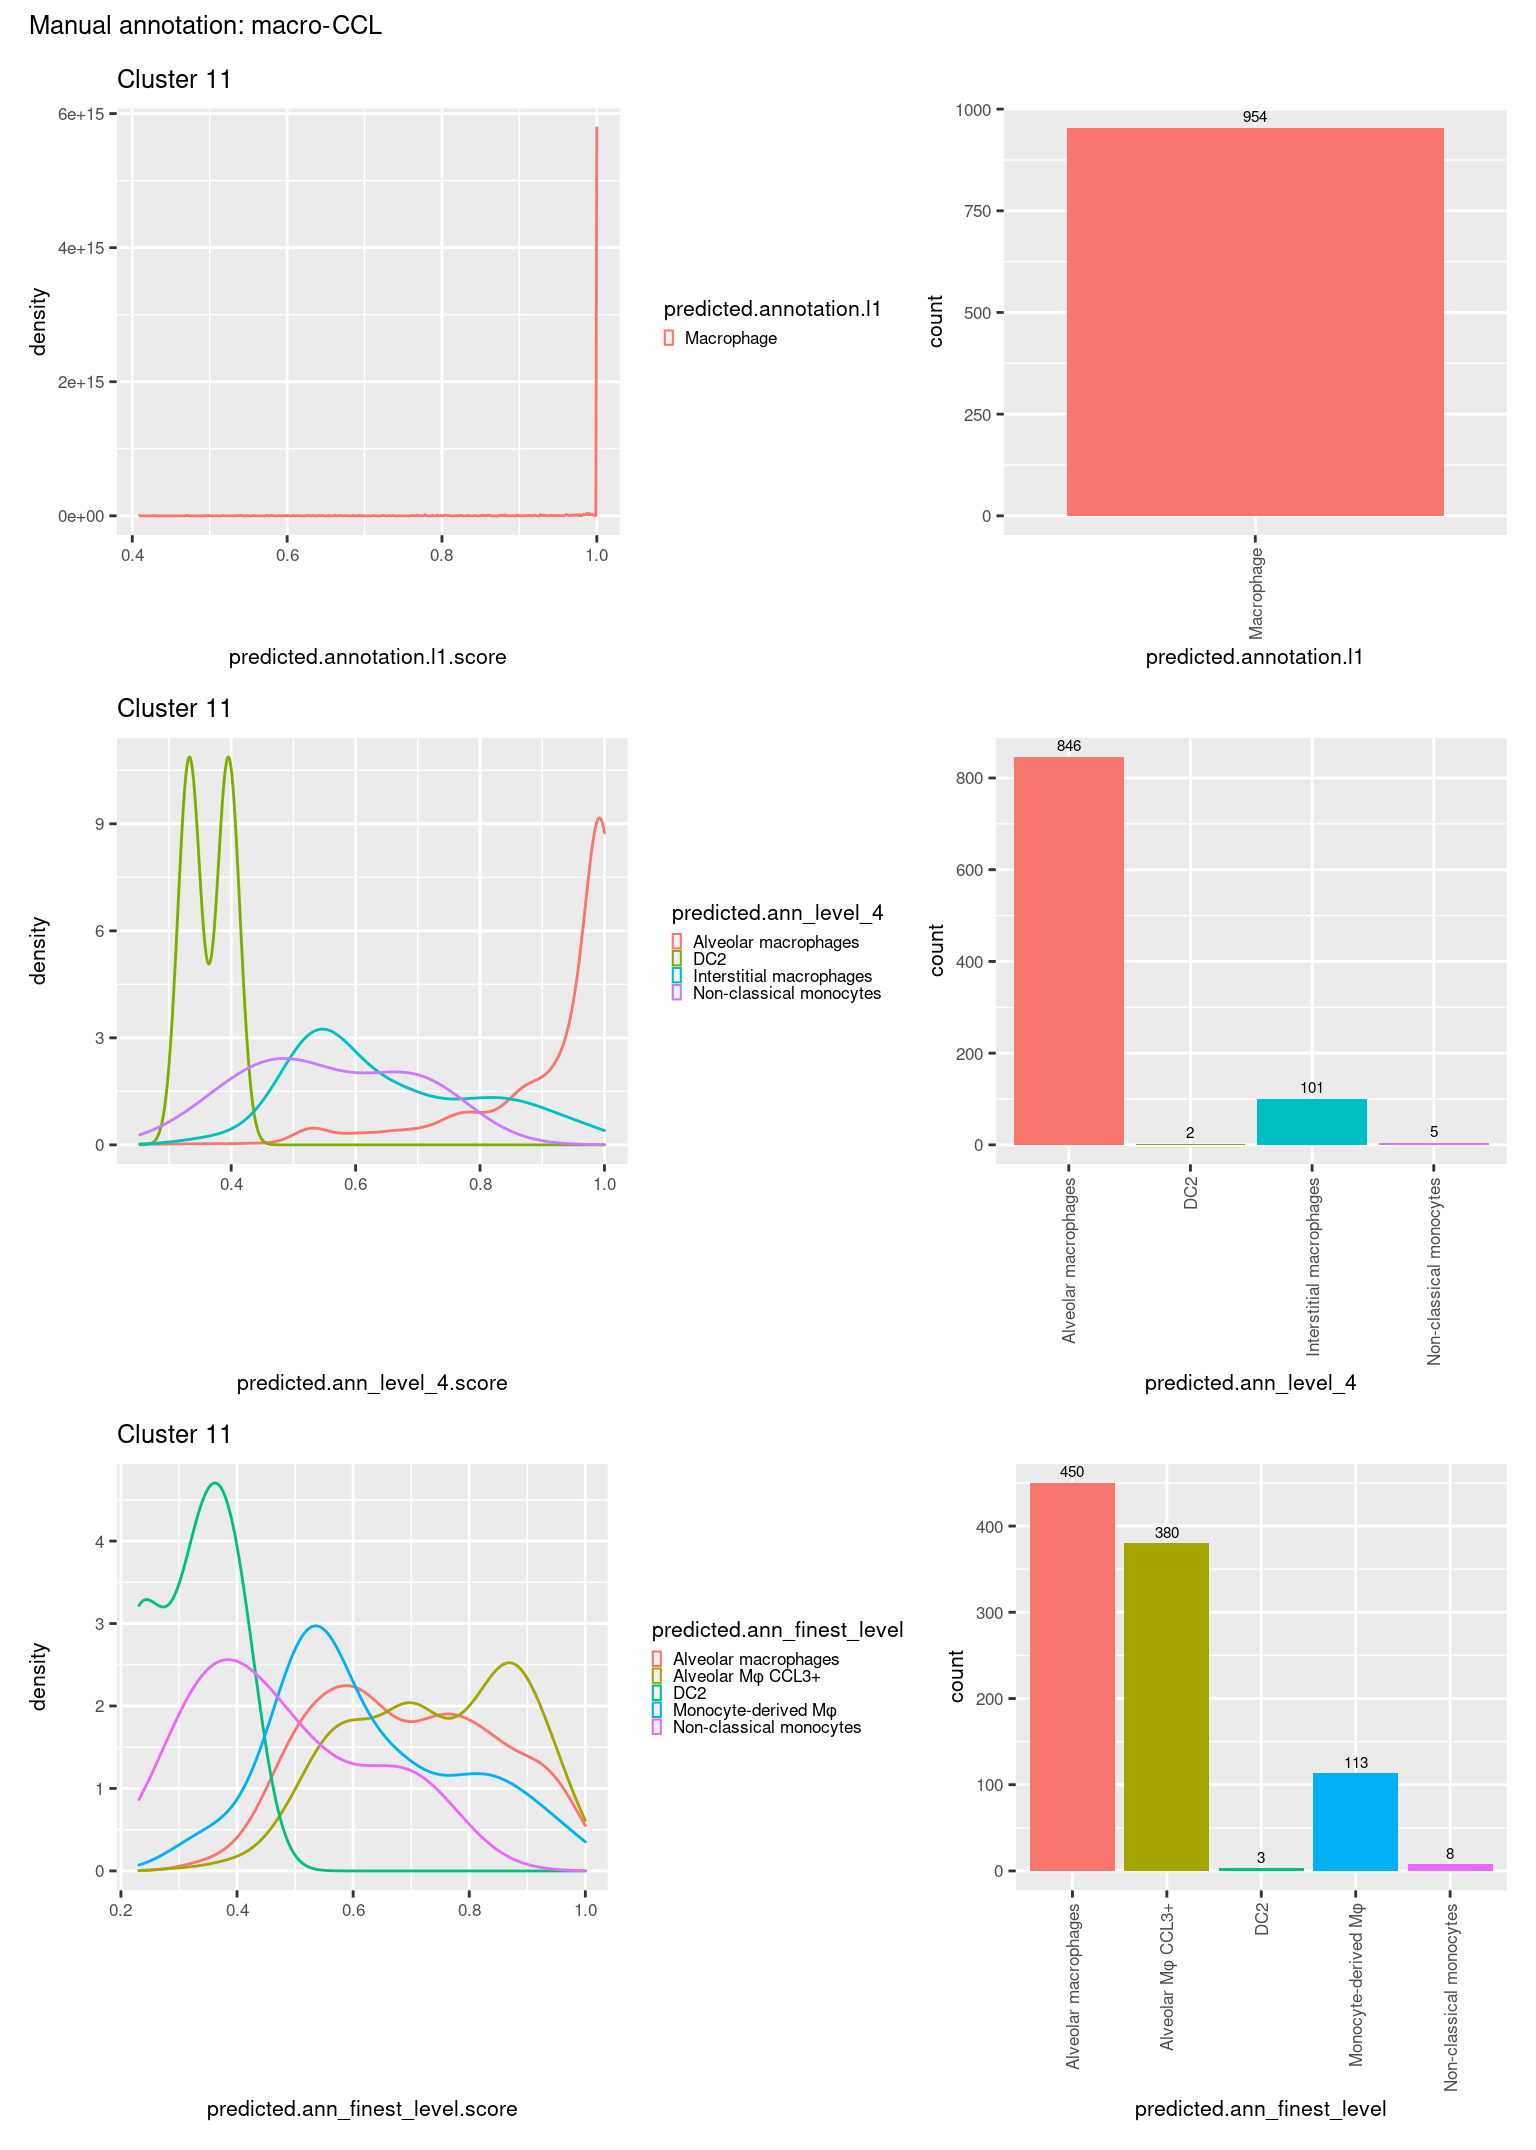 Manual annotation: macro-CCL
Cluster 11
6e+15
4e+15
2e+15
0e+00
density
0.4 0.6 0.8 1.0
predicted.annotation.l1.score
predicted.annotation.l1
Macrophage
1000
750
500
250
0
count
954
Macrophage
predicted.annotation.l1
Cluster 11
9
6
3
0
density
0.4 0.6 0.8 1.0
predicted.ann_level_4.score
predicted.ann_level_4
Alveolar macrophages
DC2
Interstitial macrophages
Non-classical monocytes
800
600
400
200
0
count
846
2
101
5
Alveolar macrophages
DC2
Interstitial macrophages
Non-classical monocytes
predicted.ann_level_4
Cluster 11
4
3
2
1
0
density
0.2 0.4 0.6 0.8 1.0
predicted.ann_finest_level.score
predicted.ann_finest_level
Alveolar macrophages
Alveolar Mφ CCL3+
DC2
Monocyte-derived Mφ
Non-classical monocytes
400
300
200
100
0
count
450
380
3
113
8
Alveolar macrophages
Alveolar Mφ CCL3+
DC2
Monocyte-derived Mφ
Non-classical monocytes
predicted.ann_finest_level